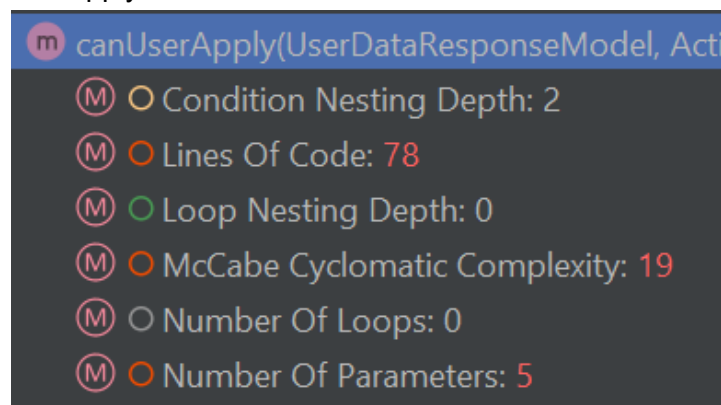 m canUserApply(UserDataResponseModel, Acti
M Condition Nesting Depth: 2
M Lines Of Code: 78
M Loop Nesting Depth: 0
M McCabe Cyclomatic Complexity: 19
M Number Of Loops: 0
M Number Of Parameters: 5